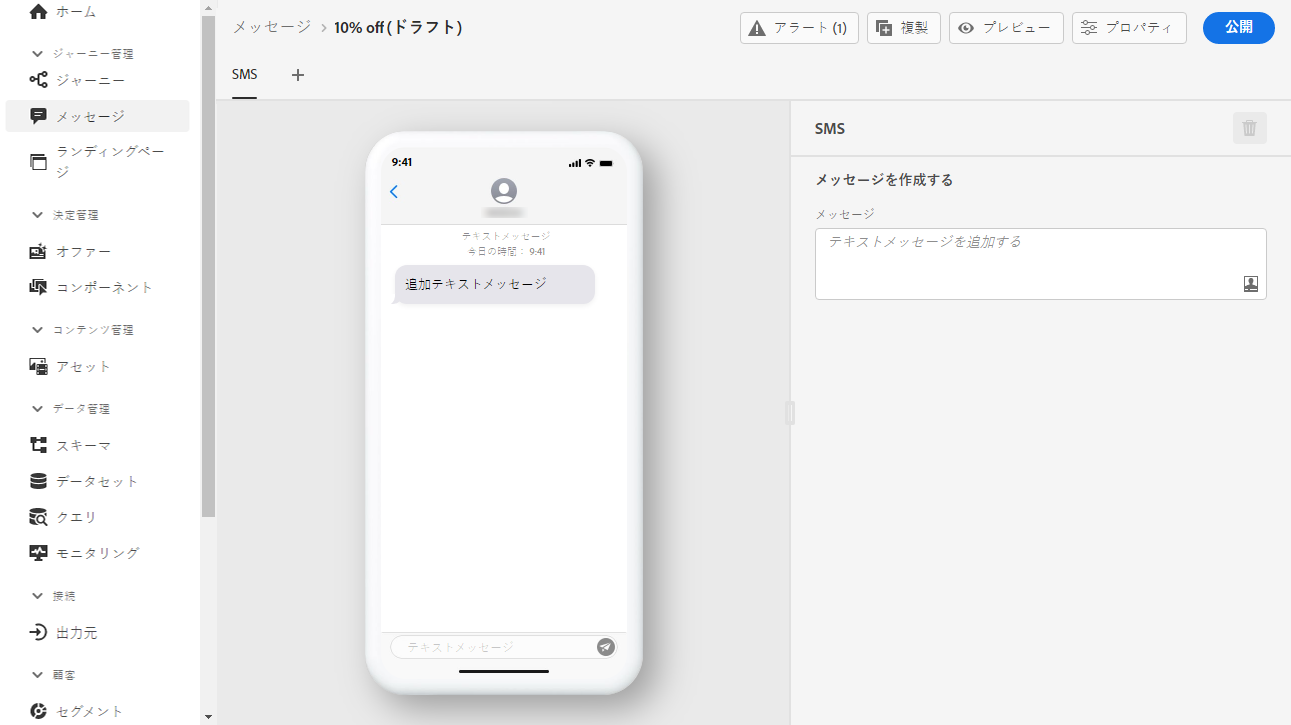 ホーム
ジャーニー管理
ジャーニー
メッセージ
ランディングペー
ジ
決定管理
オファー
コンポーネント
コンテンツ管理
アセット
データ管理
スキーマ
データセット
クエリ
モニタリング
接続
出力元
顧客
セグメント
メッセージ > 10% off (ドラフト)
アラート (1)
複製
プレビュー
プロパティ
公開
SMS
9:41
テキストメッセージ
今日の時間： 9:41
追加テキストメッセージ
テキストメッセージ
SMS
メッセージを作成する
メッセージ
テキストメッセージを追加する